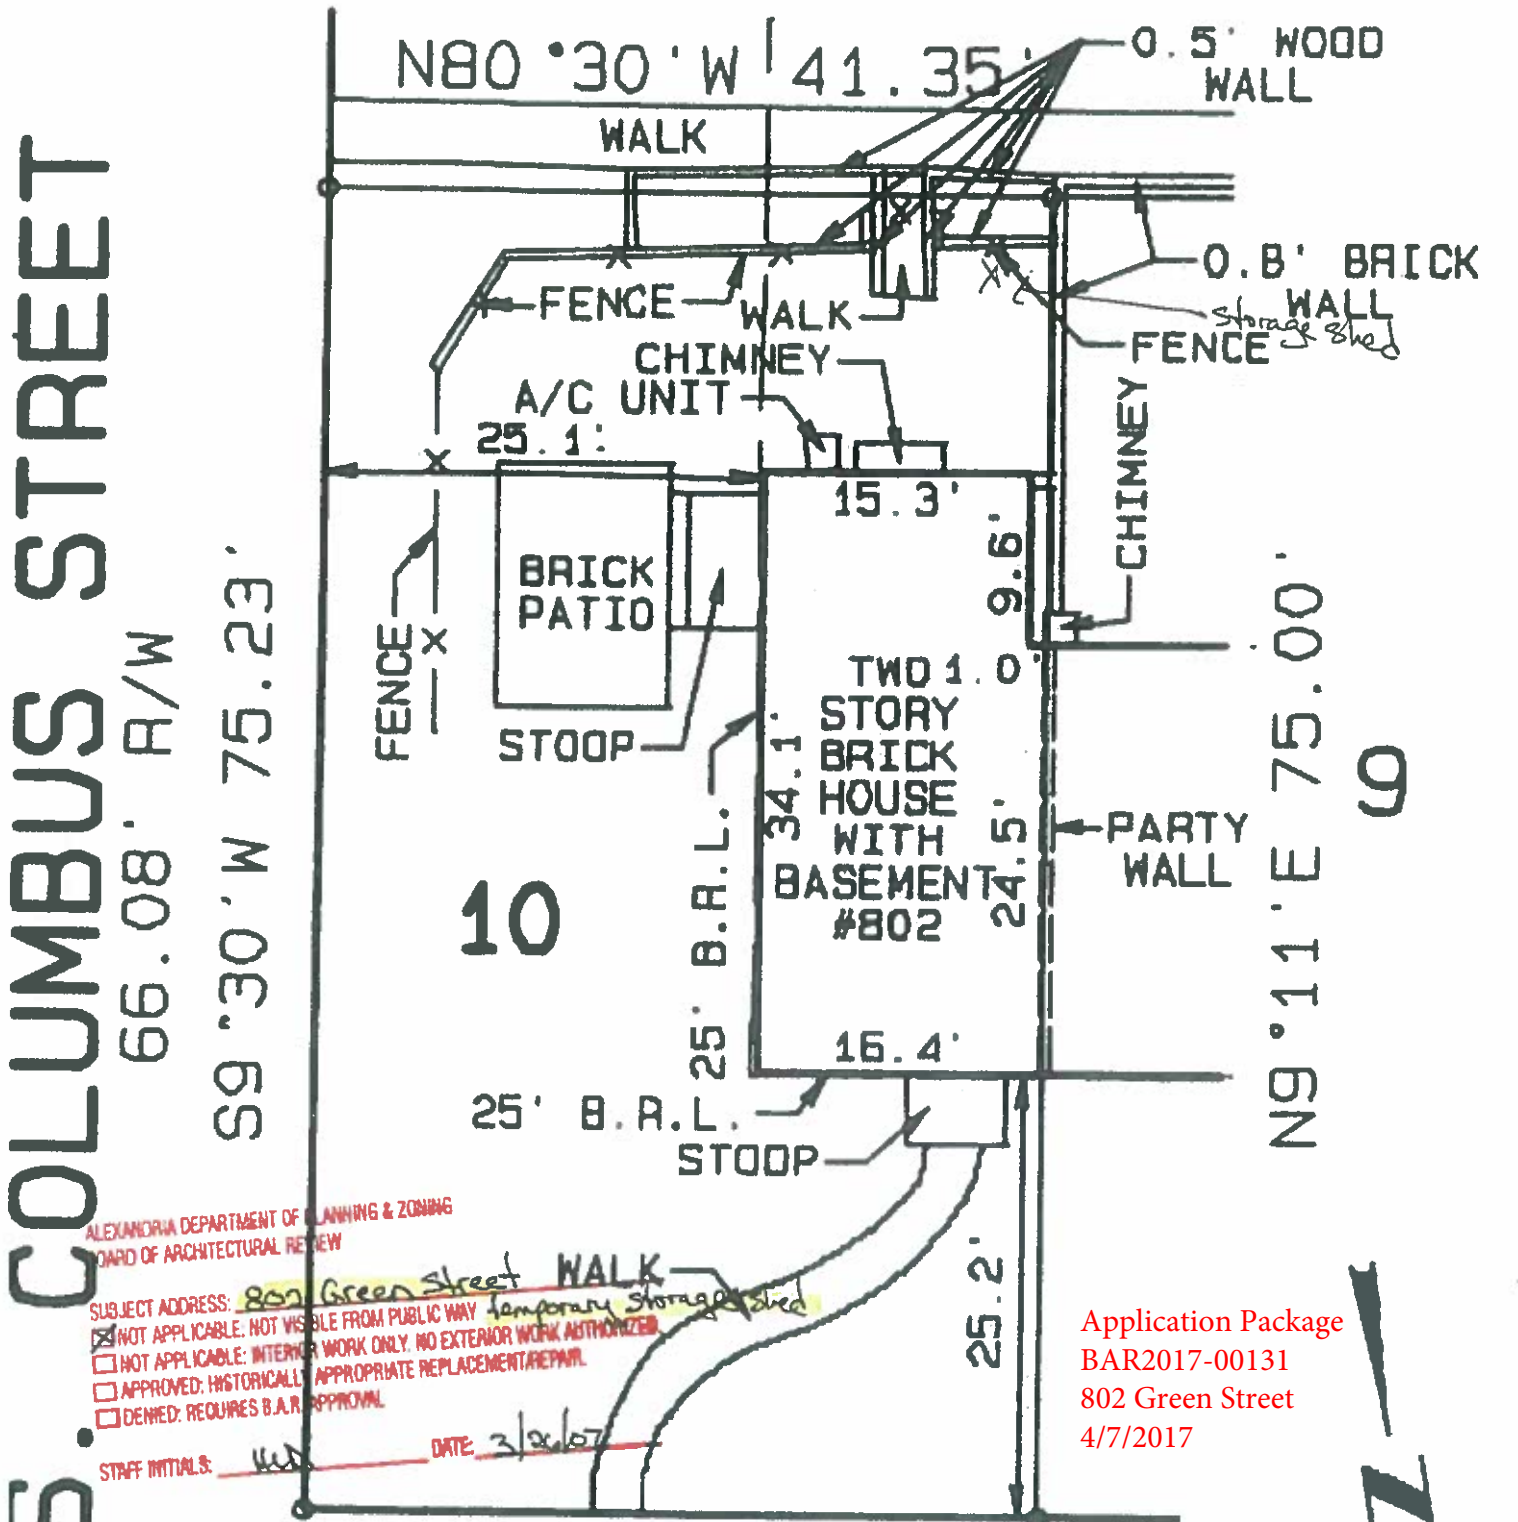 N80°30'W 41.35'
0.5' WOOD
WALL
WALK
0.8' BRICK
WALL
storage shed
FENCE
FENCE
WALK
CHIMNEY
A/C UNIT
25.1'
15.3'
9.6'
CHIMNEY
BRICK
PATIO
FENCE
STOOP
TWO
STORY
BRICK
HOUSE
WITH
BASEMENT
#802
1.0'
34.1'
24.5'
PARTY
WALL
10
9
25' B.R.L.
16.4'
25' B.R.L.
STOOP
WALK
25.2'
S. COLUMBUS STREET
66.08' R/W
S9°30'W 75.23'
N9°11'E 75.00'
ALEXANDRIA DEPARTMENT OF PLANNING & ZONING
BOARD OF ARCHITECTURAL REVIEW
SUBJECT ADDRESS: 802 Green Street
temporary storage shed
NOT APPLICABLE: NOT VISIBLE FROM PUBLIC WAY
NOT APPLICABLE: INTERIOR WORK ONLY. NO EXTERIOR WORK AUTHORIZED.
APPROVED: HISTORICALLY APPROPRIATE REPLACEMENT/REPAIR.
DENIED: REQUIRES B.A.R. APPROVAL
STAFF INITIALS:
DATE: 3/26/07
Application Package
BAR2017-00131
802 Green Street
4/7/2017